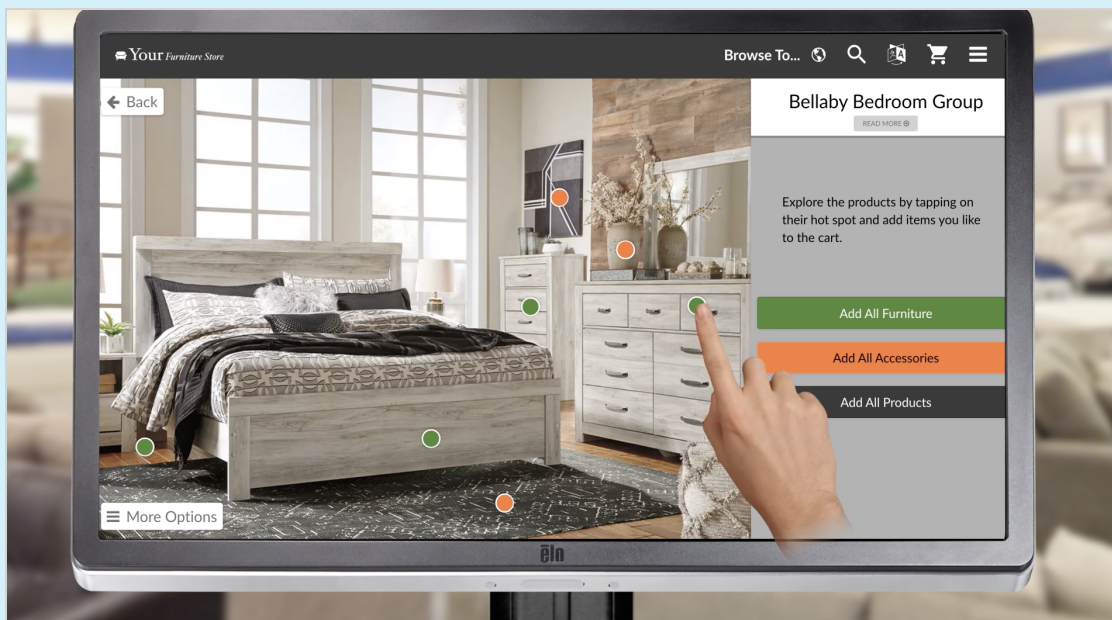 Your Furniture Store
Browse To...
Back
Bellaby Bedroom Group
READ MORE
Explore the products by tapping on
their hot spot and add items you like
to the cart.
Add All Furniture
Add All Accessories
Add All Products
More Options
elo